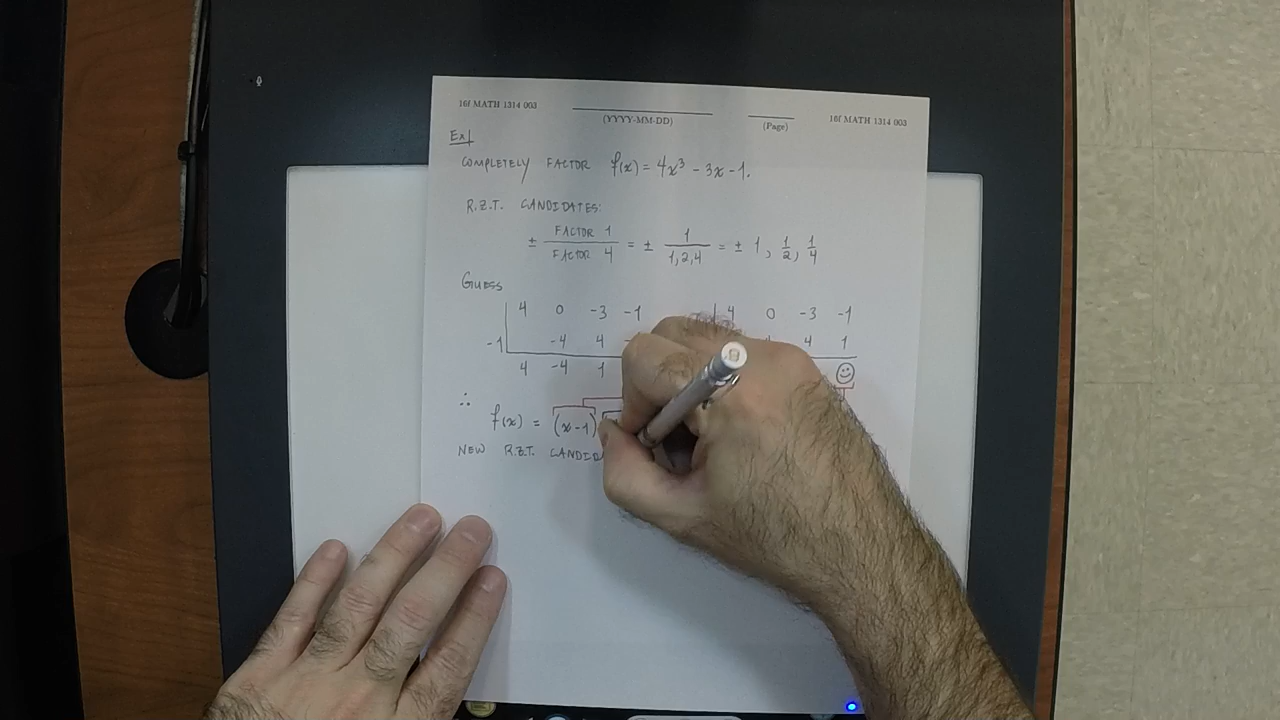 16f MATH 1314 003 (YYYY-MM-DD) (Page) 16f MATH 1314 003
Ex1
COMPLETELY FACTOR f(x) = 4x³ - 3x - 1.
R.Z.T. CANDIDATES:
± FACTOR 1 / FACTOR 4 = ± 1 / 1,2,4 = ± 1, 1/2, 1/4
GUESS
4 0 -3 -1 4 0 -3 -1
-1 -4 4 4 1
4 -4 1
∴
f(x) = (x-1)
NEW R.Z.T.